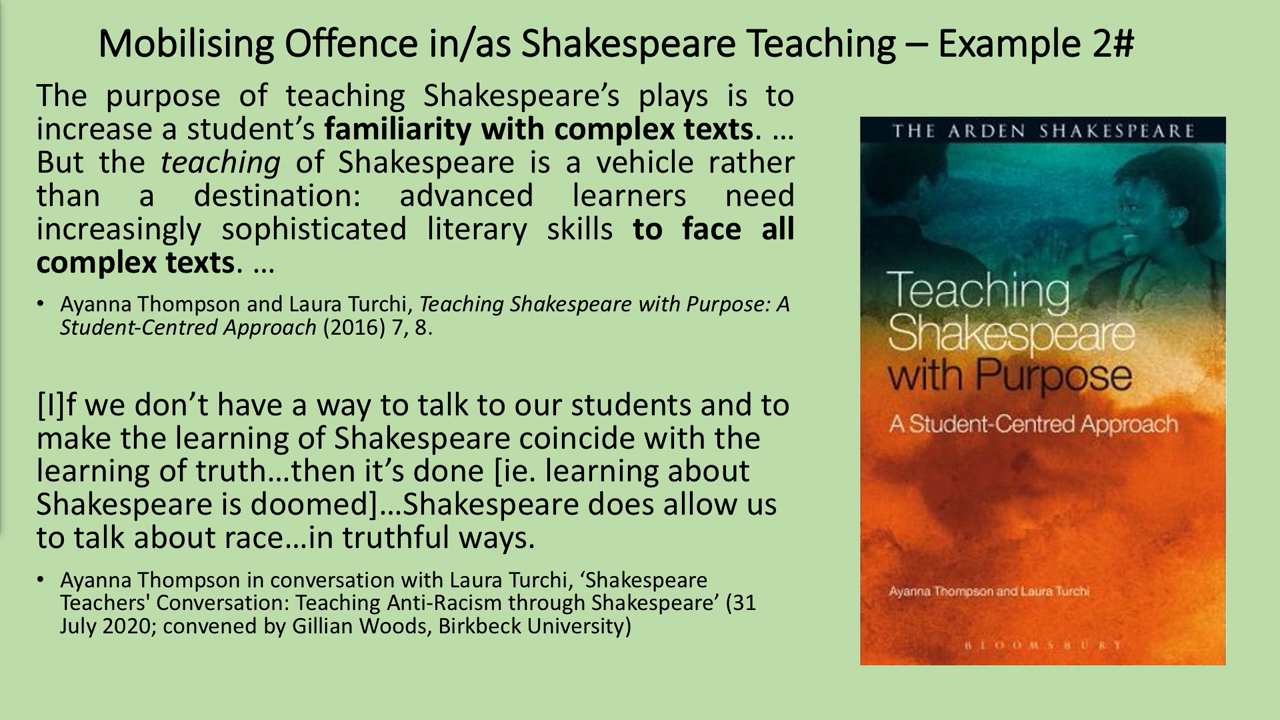 Mobilising Offence in/as Shakespeare Teaching – Example 2#
The purpose of teaching Shakespeare’s plays is to
increase a student’s familiarity with complex texts. …
But the teaching of Shakespeare is a vehicle rather
than a destination: advanced learners need
increasingly sophisticated literary skills to face all
complex texts. …
• Ayanna Thompson and Laura Turchi, Teaching Shakespeare with Purpose: A
Student-Centred Approach (2016) 7, 8.
[I]f we don’t have a way to talk to our students and to
make the learning of Shakespeare coincide with the
learning of truth…then it’s done [ie. learning about
Shakespeare is doomed]…Shakespeare does allow us
to talk about race…in truthful ways.
• Ayanna Thompson in conversation with Laura Turchi, ‘Shakespeare
Teachers' Conversation: Teaching Anti-Racism through Shakespeare’ (31
July 2020; convened by Gillian Woods, Birkbeck University)
THE ARDEN SHAKESPEARE
Teaching
Shakespeare
with Purpose
A Student-Centred Approach
Ayanna Thompson and Laura Turchi
BLOOMSBURY